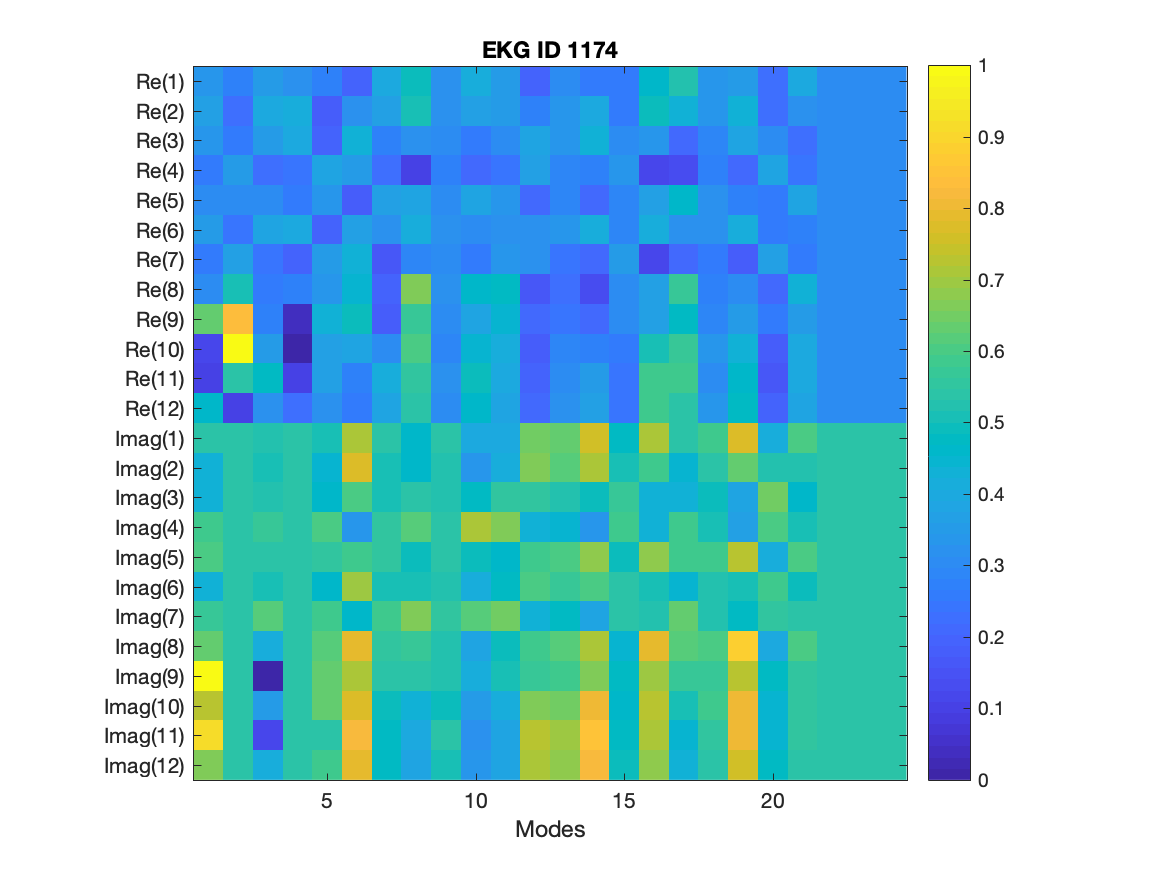 EKG ID 1174
Re(1)
Re(2)
Re(3)
Re(4)
Re(5)
Re(6)
Re(7)
Re(8)
Re(9)
Re(10)
Re(11)
Re(12)
Imag(1)
Imag(2)
Imag(3)
Imag(4)
Imag(5)
Imag(6)
Imag(7)
Imag(8)
Imag(9)
Imag(10)
Imag(11)
Imag(12)
5 10 15 20
Modes
1
0.9
0.8
0.7
0.6
0.5
0.4
0.3
0.2
0.1
0